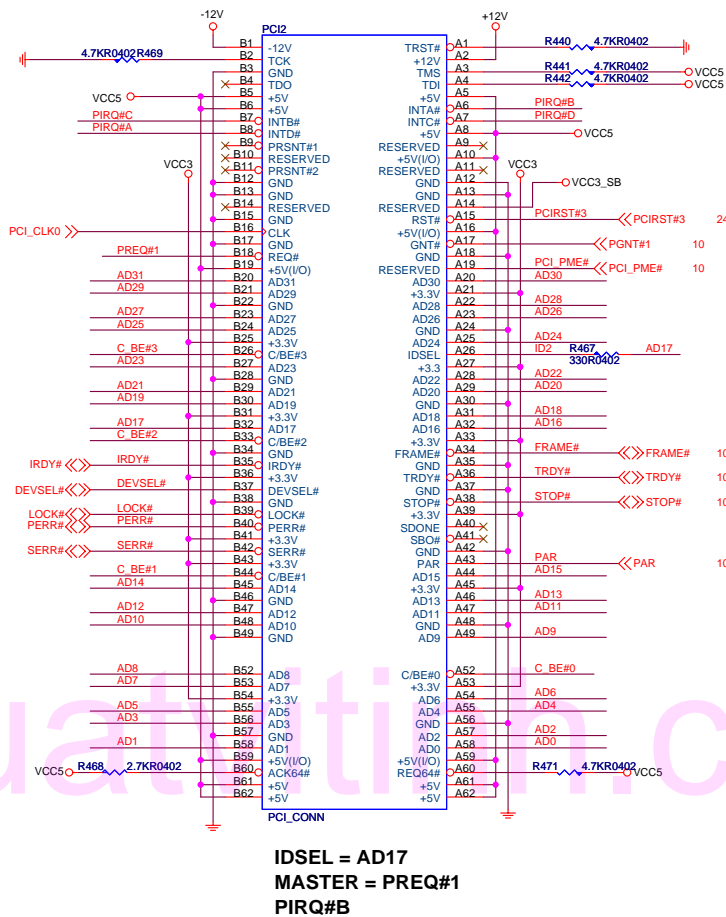 -12V +12V
PCI2
B1 -12V TRST# A1 R440 4.7KR0402
4.7KR0402 R469 B2 TCK +12V A2
B3 GND TMS A3 R441 4.7KR0402 VCC5
B4 TDO TDI A4 R442 4.7KR0402 VCC5
VCC5 B5 +5V +5V A5
B6 +5V INTA# A6 PIRQ#B
PIRQ#C B7 INTB# INTC# A7 PIRQ#D
PIRQ#A B8 INTD# +5V A8 VCC5
B9 PRSNT#1 RESERVED A9
B10 RESERVED +5V(I/O) A10
VCC3 B11 PRSNT#2 RESERVED A11 VCC3
B12 GND GND A12
B13 GND GND A13
B14 RESERVED RESERVED A14 VCC3_SB
B15 GND RST# A15 PCIRST#3 PCIRST#3 24
PCI_CLK0 B16 CLK +5V(I/O) A16
B17 GND GNT# A17 PGNT#1 10
PREQ#1 B18 REQ# GND A18
B19 +5V(I/O) RESERVED A19 PCI_PME# PCI_PME# 10
AD31 B20 AD31 AD30 A20 AD30
AD29 B21 AD29 +3.3V A21
B22 GND AD28 A22 AD28
AD27 B23 AD27 AD26 A23 AD26
AD25 B24 AD25 GND A24
B25 +3.3V AD24 A25 AD24
C_BE#3 B26 C/BE#3 IDSEL A26 ID2 R467 330R0402 AD17
AD23 B27 AD23 +3.3 A27
B28 GND AD22 A28 AD22
AD21 B29 AD21 AD20 A29 AD20
AD19 B30 AD19 GND A30
B31 +3.3V AD18 A31 AD18
AD17 B32 AD17 AD16 A32 AD16
C_BE#2 B33 C/BE#2 +3.3V A33
B34 GND FRAME# A34 FRAME# FRAME# 10
IRDY# IRDY# B35 IRDY# GND A35
B36 +3.3V TRDY# A36 TRDY# TRDY# 10
DEVSEL# DEVSEL# B37 DEVSEL# GND A37
B38 GND STOP# A38 STOP# STOP# 10
LOCK# LOCK# B39 LOCK# +3.3V A39
PERR# PERR# B40 PERR# SDONE A40
B41 +3.3V SBO# A41
SERR# SERR# B42 SERR# GND A42
B43 +3.3V PAR A43 PAR PAR 10
C_BE#1 B44 C/BE#1 AD15 A44 AD15
AD14 B45 AD14 +3.3V A45
B46 GND AD13 A46 AD13
AD12 B47 AD12 AD11 A47 AD11
AD10 B48 AD10 GND A48
B49 GND AD9 A49 AD9
AD8 B52 AD8 C/BE#0 A52 C_BE#0
AD7 B53 AD7 +3.3V A53
B54 +3.3V AD6 A54 AD6
AD5 B55 AD5 AD4 A55 AD4
AD3 B56 AD3 GND A56
B57 GND AD2 A57 AD2
AD1 B58 AD1 AD0 A58 AD0
B59 +5V(I/O) +5V(I/O) A59
VCC5 R468 2.7KR0402 B60 ACK64# REQ64# A60 R471 4.7KR0402 VCC5
B61 +5V +5V A61
B62 +5V +5V A62
PCI_CONN
uatvitinh.c
IDSEL = AD17
MASTER = PREQ#1
PIRQ#B